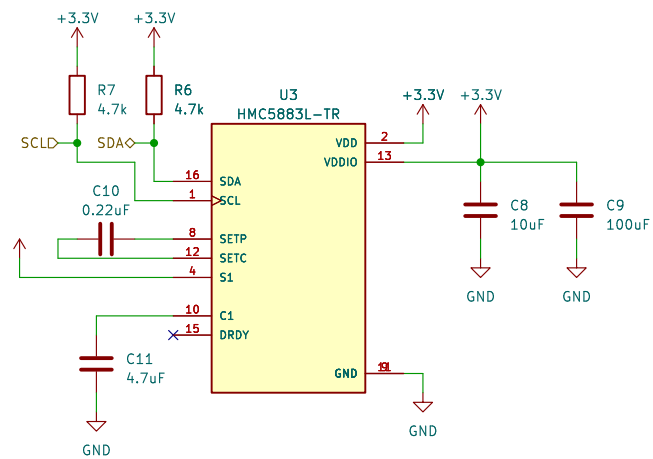 +3.3V
+3.3V
R7
4.7k
R6
4.7k
SCL
SDA
U3
HMC5883L-TR
+3.3V
+3.3V
VDD
2
VDDIO
13
16
SDA
1
SCL
C10
0.22uF
8
SETP
12
SETC
4
S1
C8
10uF
C9
100uF
GND
GND
10
C1
15
DRDY
C11
4.7uF
GND
GND
GND